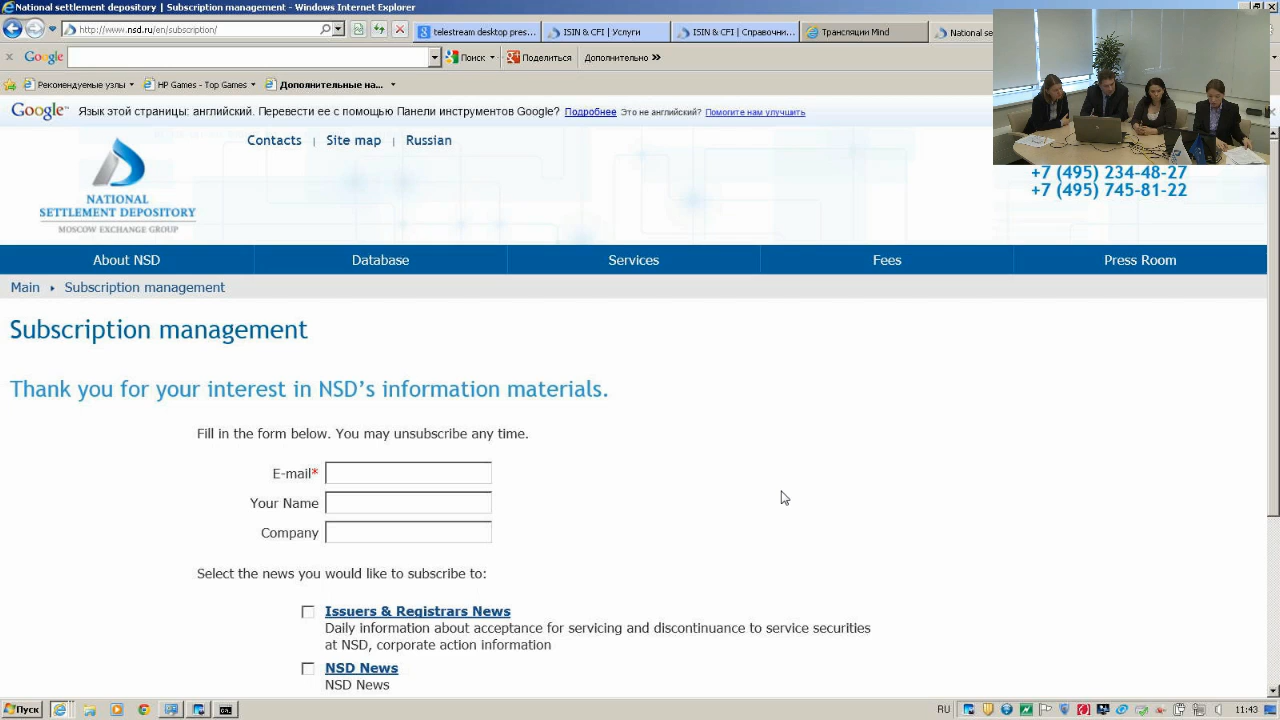 National settlement depository | Subscription management - Windows Internet Explorer
http://www.nsd.ru/en/subscription/
telestream desktop pres...
ISIN & CFI | Услуги
ISIN & CFI | Справочни...
Трансляции Mind
National se
x Google
Поиск
Поделиться
Дополнительно »
Рекомендуемые узлы
HP Games - Top Games
Дополнительные на...
Google™ Язык этой страницы: английский. Перевести ее с помощью Панели инструментов Google? Подробнее Это не английский? Помогите нам улучшить
Contacts | Site map | Russian
NATIONAL
SETTLEMENT DEPOSITORY
MOSCOW EXCHANGE GROUP
+7 (495) 234-48-27
+7 (495) 745-81-22
About NSD
Database
Services
Fees
Press Room
Main
Subscription management
Subscription management
Thank you for your interest in NSD's information materials.
Fill in the form below. You may unsubscribe any time.
E-mail*
Your Name
Company
Select the news you would like to subscribe to:
Issuers & Registrars News
Daily information about acceptance for servicing and discontinuance to service securities
at NSD, corporate action information
NSD News
NSD News
Пуск
RU
11:43